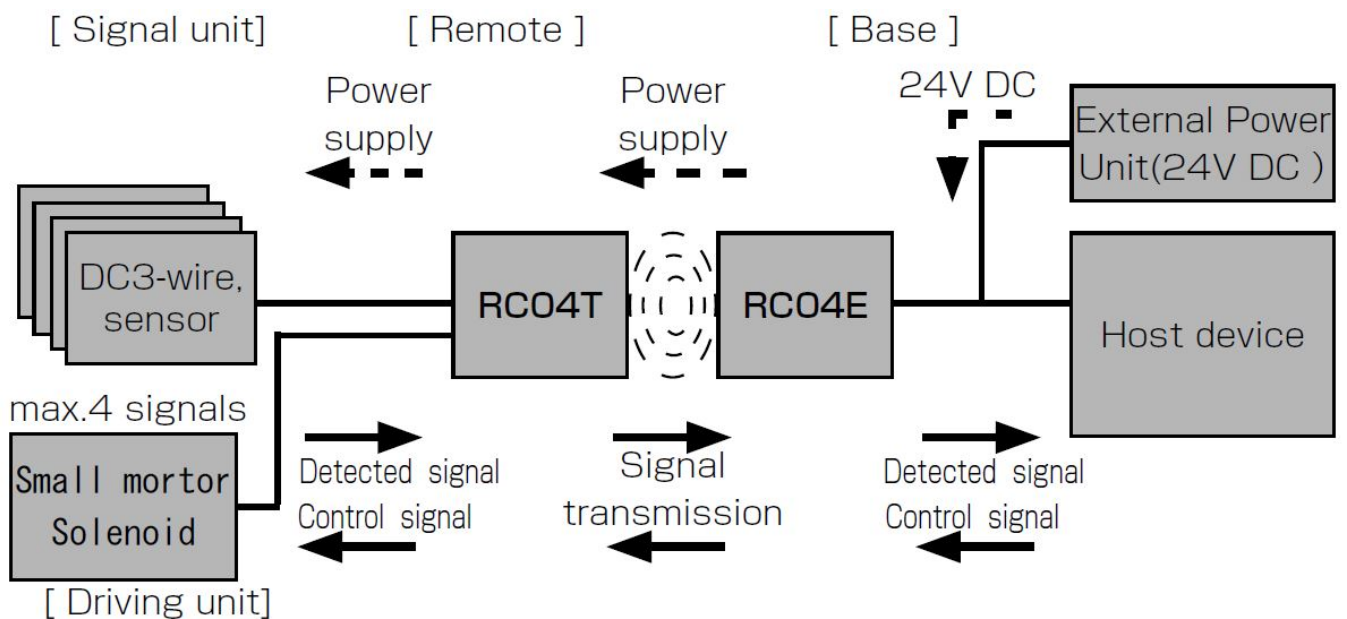 [ Signal unit]
[ Remote ]
[ Base ]
Power
supply
Power
supply
24V DC
External Power
Unit(24V DC )
DC3-wire,
sensor
RC04T
RC04E
Host device
max.4 signals
Small mortor
Solenoid
Detected signal
Control signal
Signal
transmission
Detected signal
Control signal
[ Driving unit]